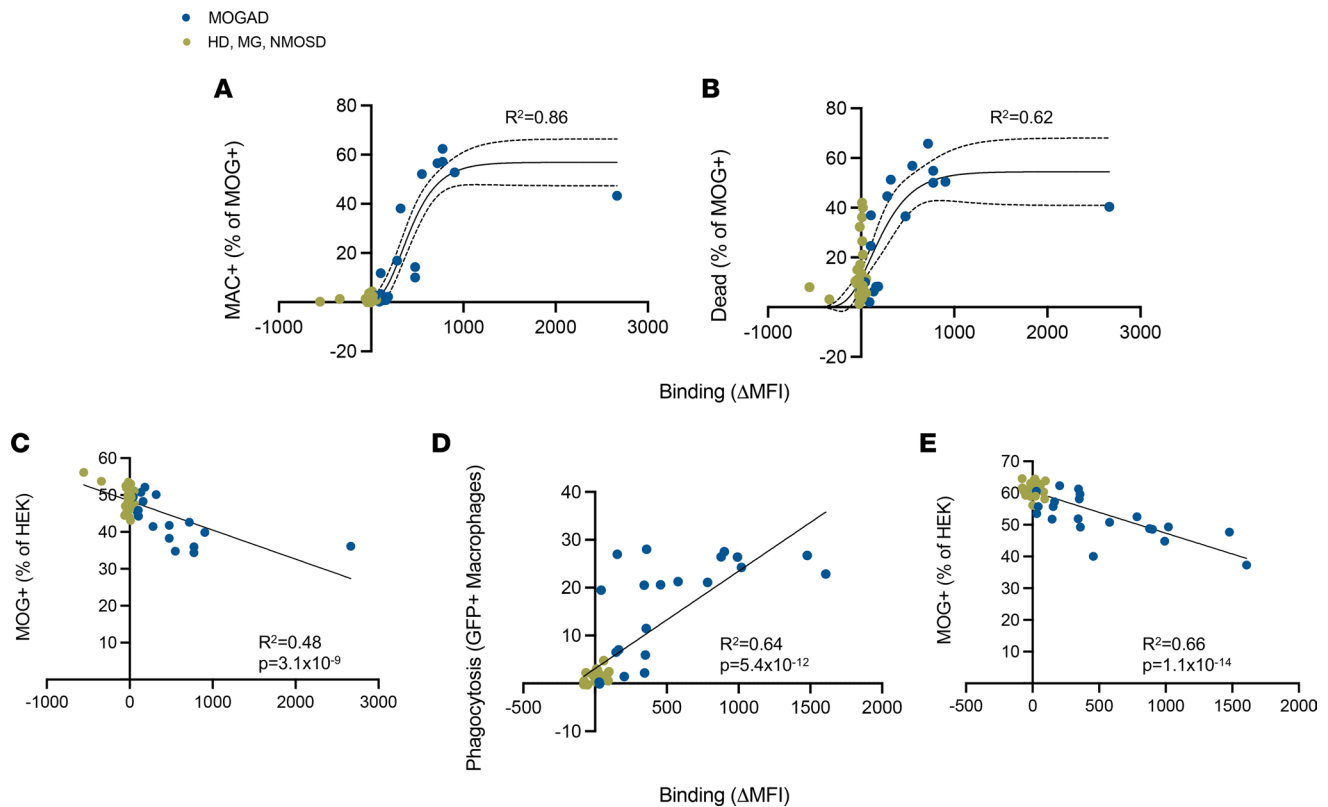 MOGAD
HD, MG, NMOSD
A
B
R²=0.86
R²=0.62
MAC+ (% of MOG+)
80
60
40
20
-20
-1000
1000
2000
3000
Dead (% of MOG+)
80
60
40
20
-20
-1000
1000
2000
3000
Binding (ΔMFI)
C
D
E
MOG+ (% of HEK)
60
50
40
30
20
10
-1000
0
1000
2000
3000
R²=0.48
p=3.1x10⁻⁹
Phagocytosis (GFP+ Macrophages)
40
30
20
10
-10
-500
500
1000
1500
2000
R²=0.64
p=5.4x10⁻¹²
MOG+ (% of HEK)
70
60
50
40
30
20
10
-500
0
500
1000
1500
2000
R²=0.66
p=1.1x10⁻¹⁴
Binding (ΔMFI)